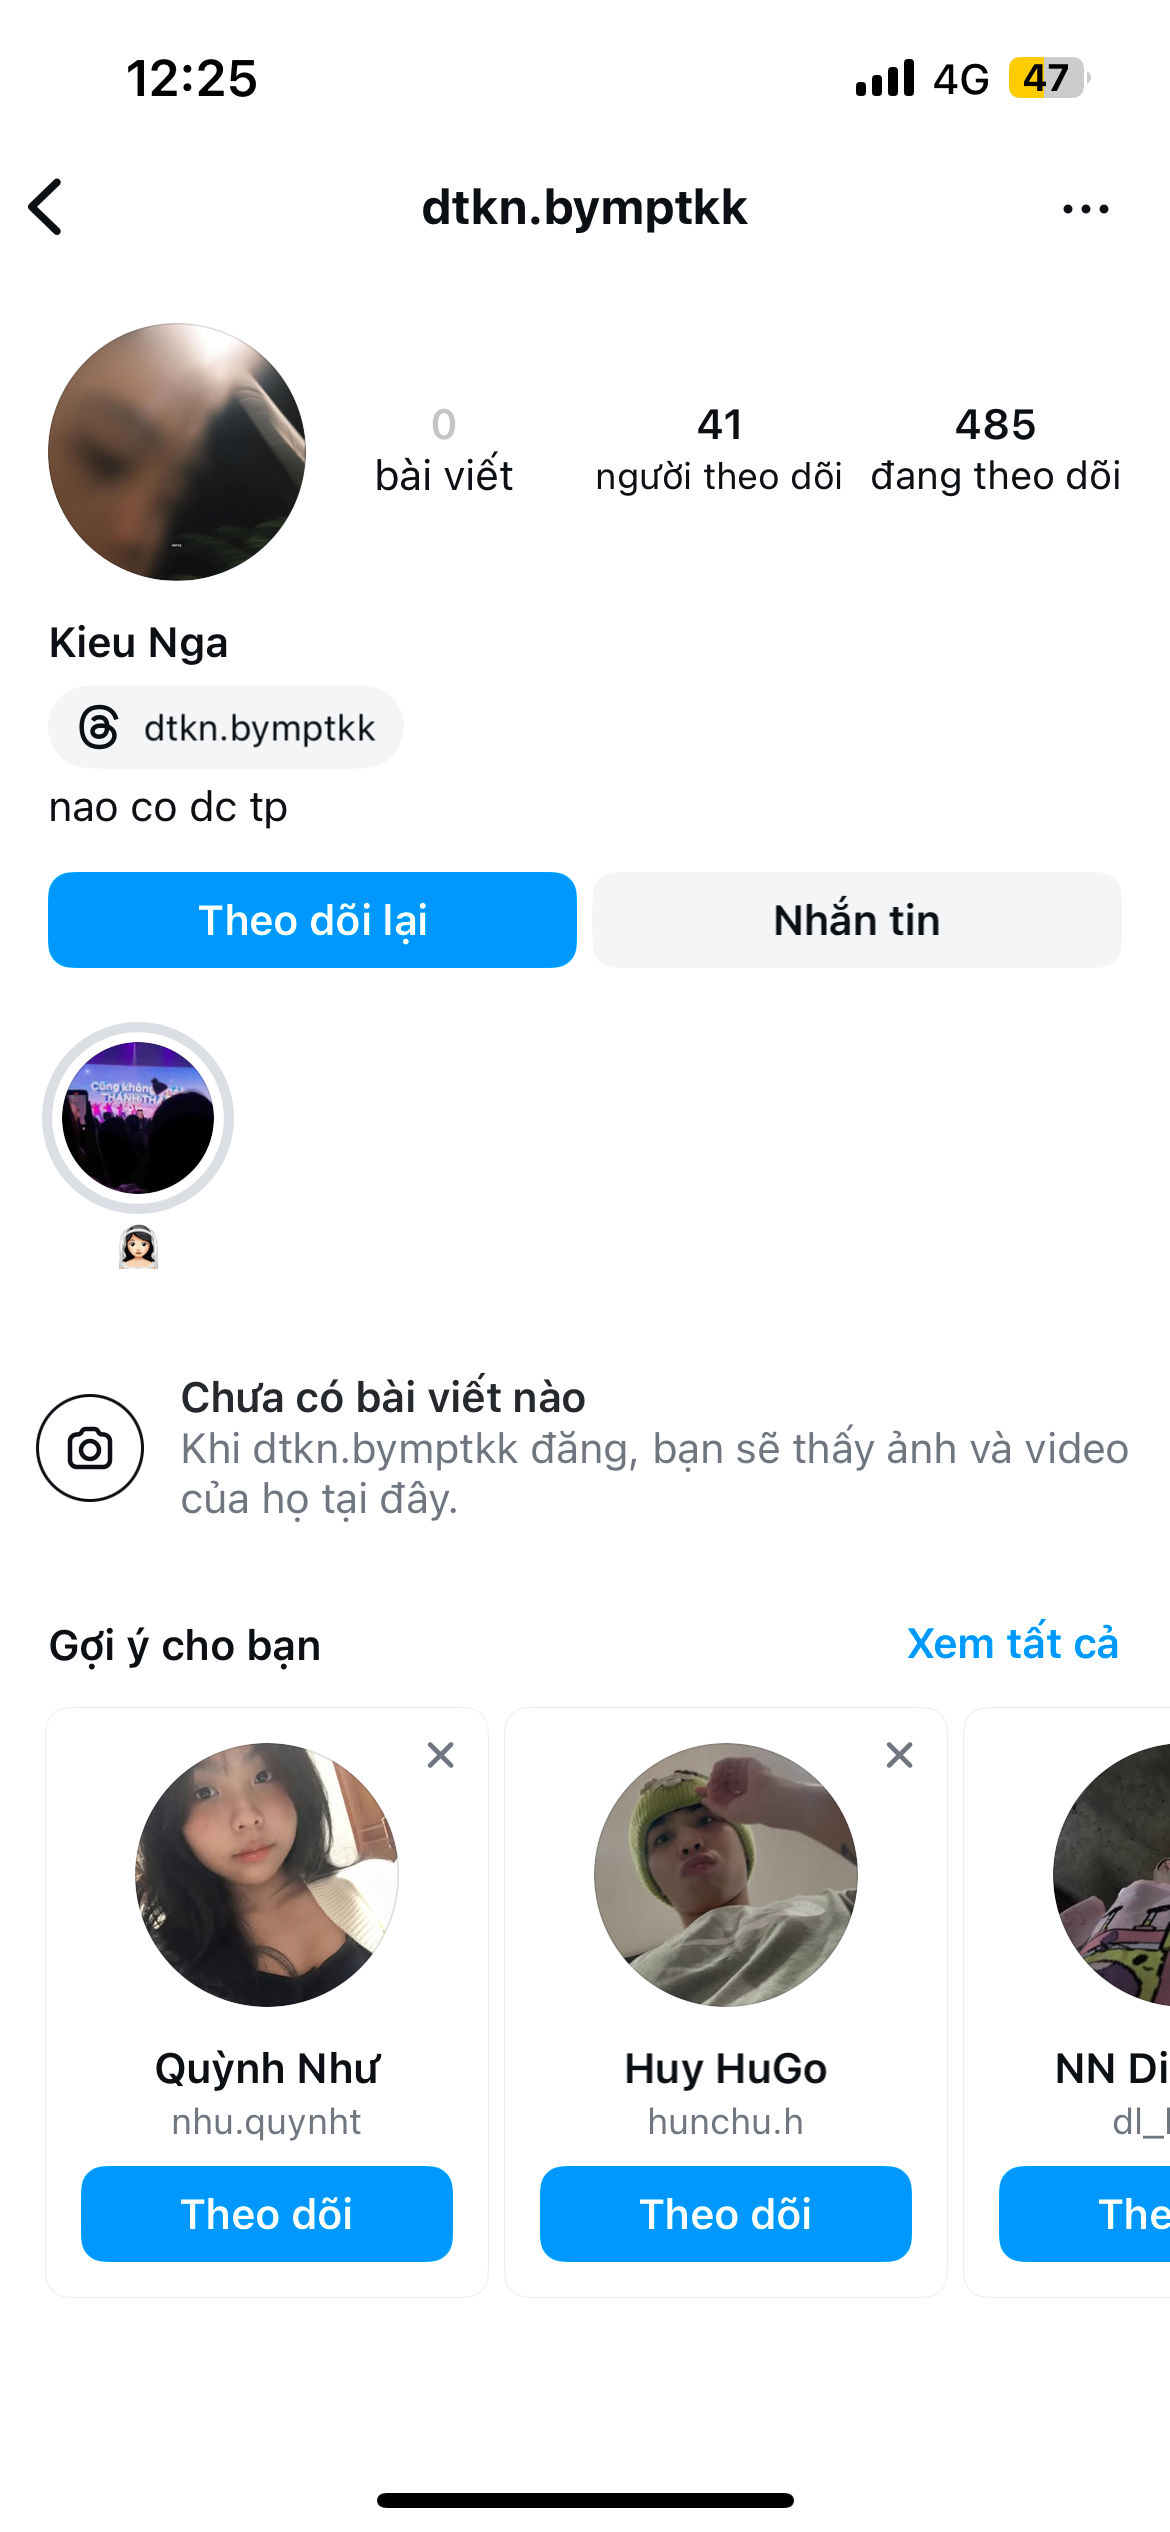 12:25
4G 47
dtkn.bymptkk
0
bài viết
41
người theo dõi
485
đang theo dõi
Kieu Nga
dtkn.bymptkk
nao co dc tp
Theo dõi lại
Nhắn tin
Cũng không
Chưa có bài viết nào
Khi dtkn.bymptkk đăng, bạn sẽ thấy ảnh và video
của họ tại đây.
Gợi ý cho bạn
Xem tất cả
Quỳnh Như
nhu.quynht
Theo dõi
Huy HuGo
hunchu.h
Theo dõi
NN Di
dl_
The